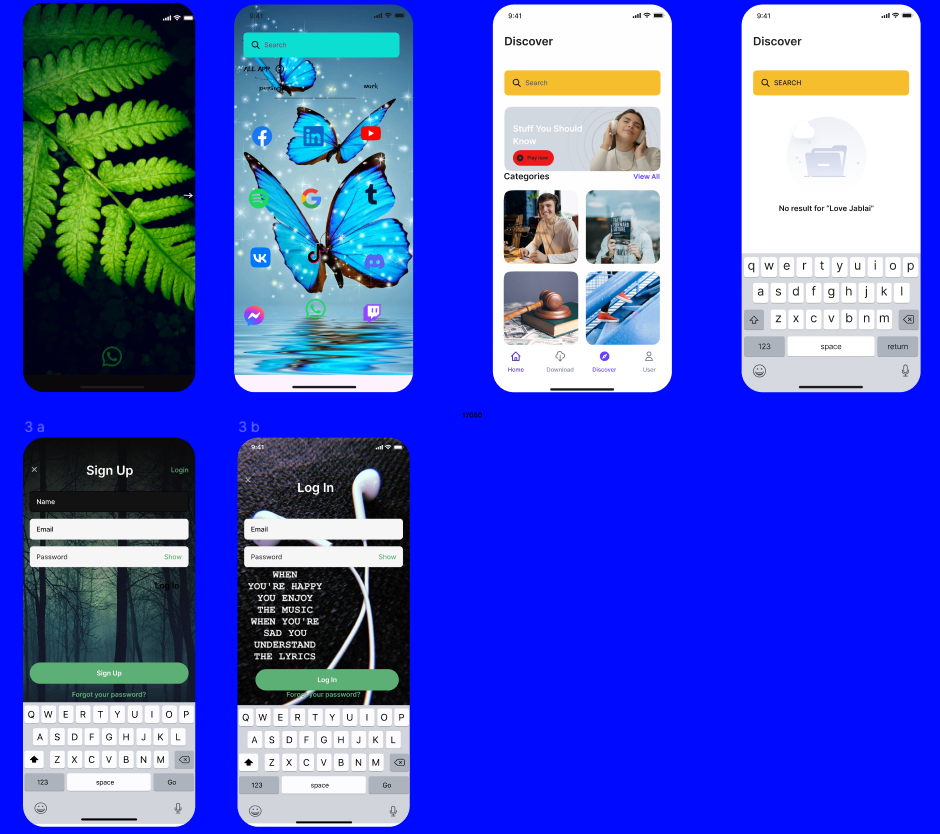 9:41
Search
ALL APP
work
9:41
Discover
Search
Stuff You Should
Know
Play now
Categories
View All
Home
Download
Discover
User
9:41
Discover
SEARCH
No result for “Love Jablai”
q w e r t y u i o p
a s d f g h j k l
z x c v b n m
123
space
return
3 a
Sign Up
Login
Name
Email
Password
Show
Log In
Sign Up
Forgot your password?
Q W E R T Y U I O P
A S D F G H J K L
Z X C V B N M
123
space
Go
3 b
9:41
Log In
Email
Password
Show
WHEN
YOU'RE HAPPY
YOU ENJOY
THE MUSIC
WHEN YOU'RE
SAD YOU
UNDERSTAND
THE LYRICS
Log In
Forgot your password?
Q W E R T Y U I O P
A S D F G H J K L
Z X C V B N M
123
space
Go